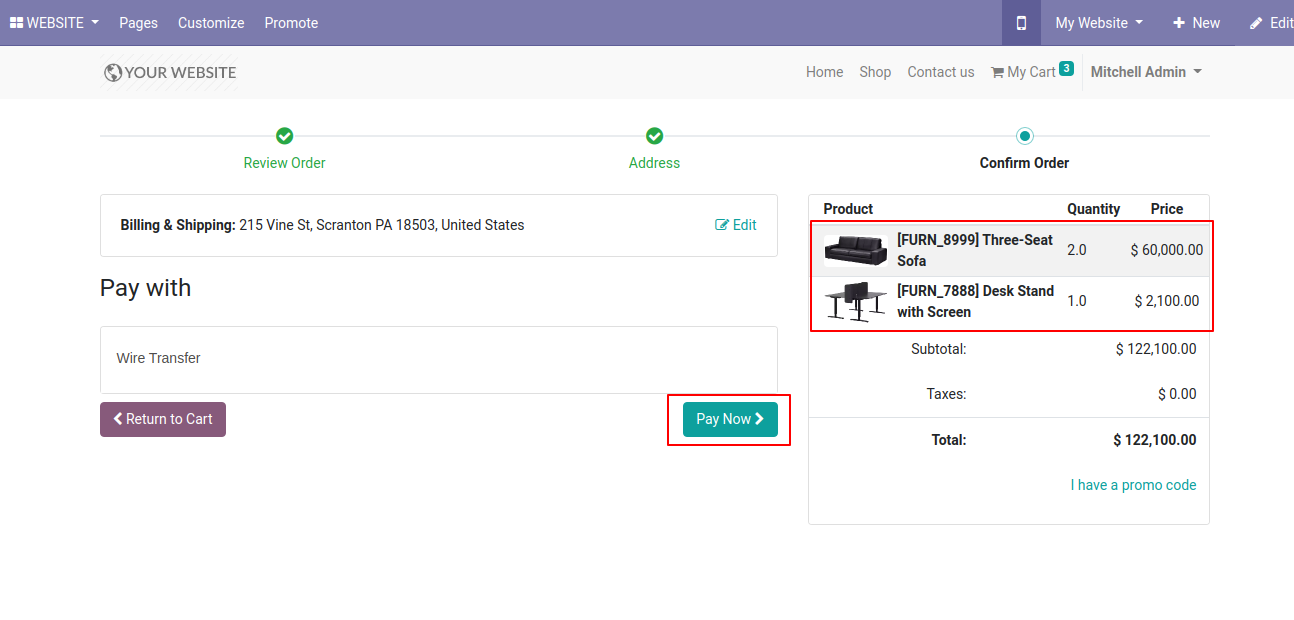 WEBSITE Pages Customize Promote My Website New Edit
YOUR WEBSITE Home Shop Contact us My Cart 3 Mitchell Admin
Review Order Address Confirm Order
Billing & Shipping: 215 Vine St, Scranton PA 18503, United States Edit
Pay with
Wire Transfer
Return to Cart Pay Now
Product Quantity Price
[FURN_8999] Three-Seat
Sofa 2.0 $ 60,000.00
[FURN_7888] Desk Stand
with Screen 1.0 $ 2,100.00
Subtotal: $ 122,100.00
Taxes: $ 0.00
Total: $ 122,100.00
I have a promo code